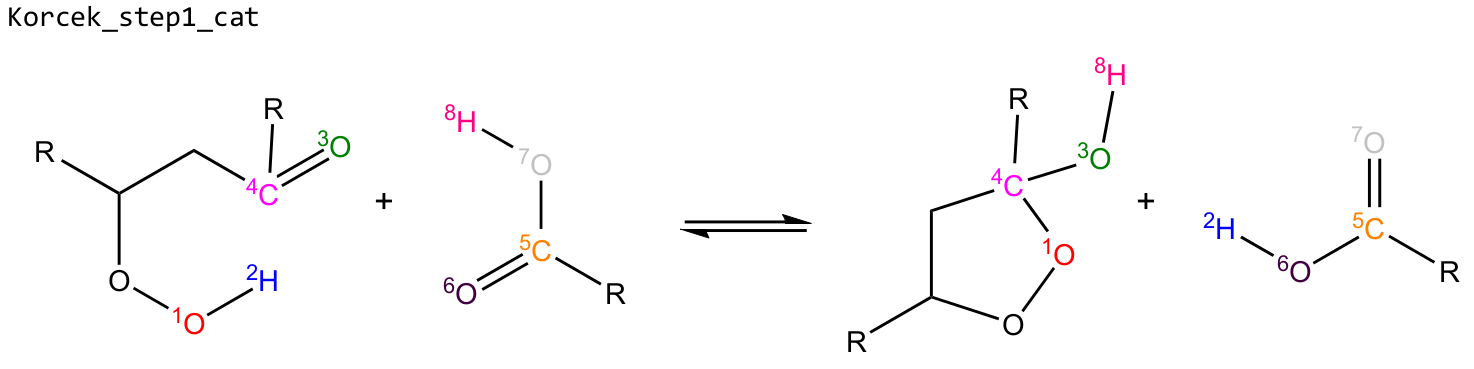 Korcek_step1_cat
R
R
³O
⁴C
O
¹O
²H
+
⁸H
⁷O
⁵C
⁶O
R
R
⁸H
³O
⁴C
¹O
O
R
+
⁷O
²H
⁵C
⁶O
R